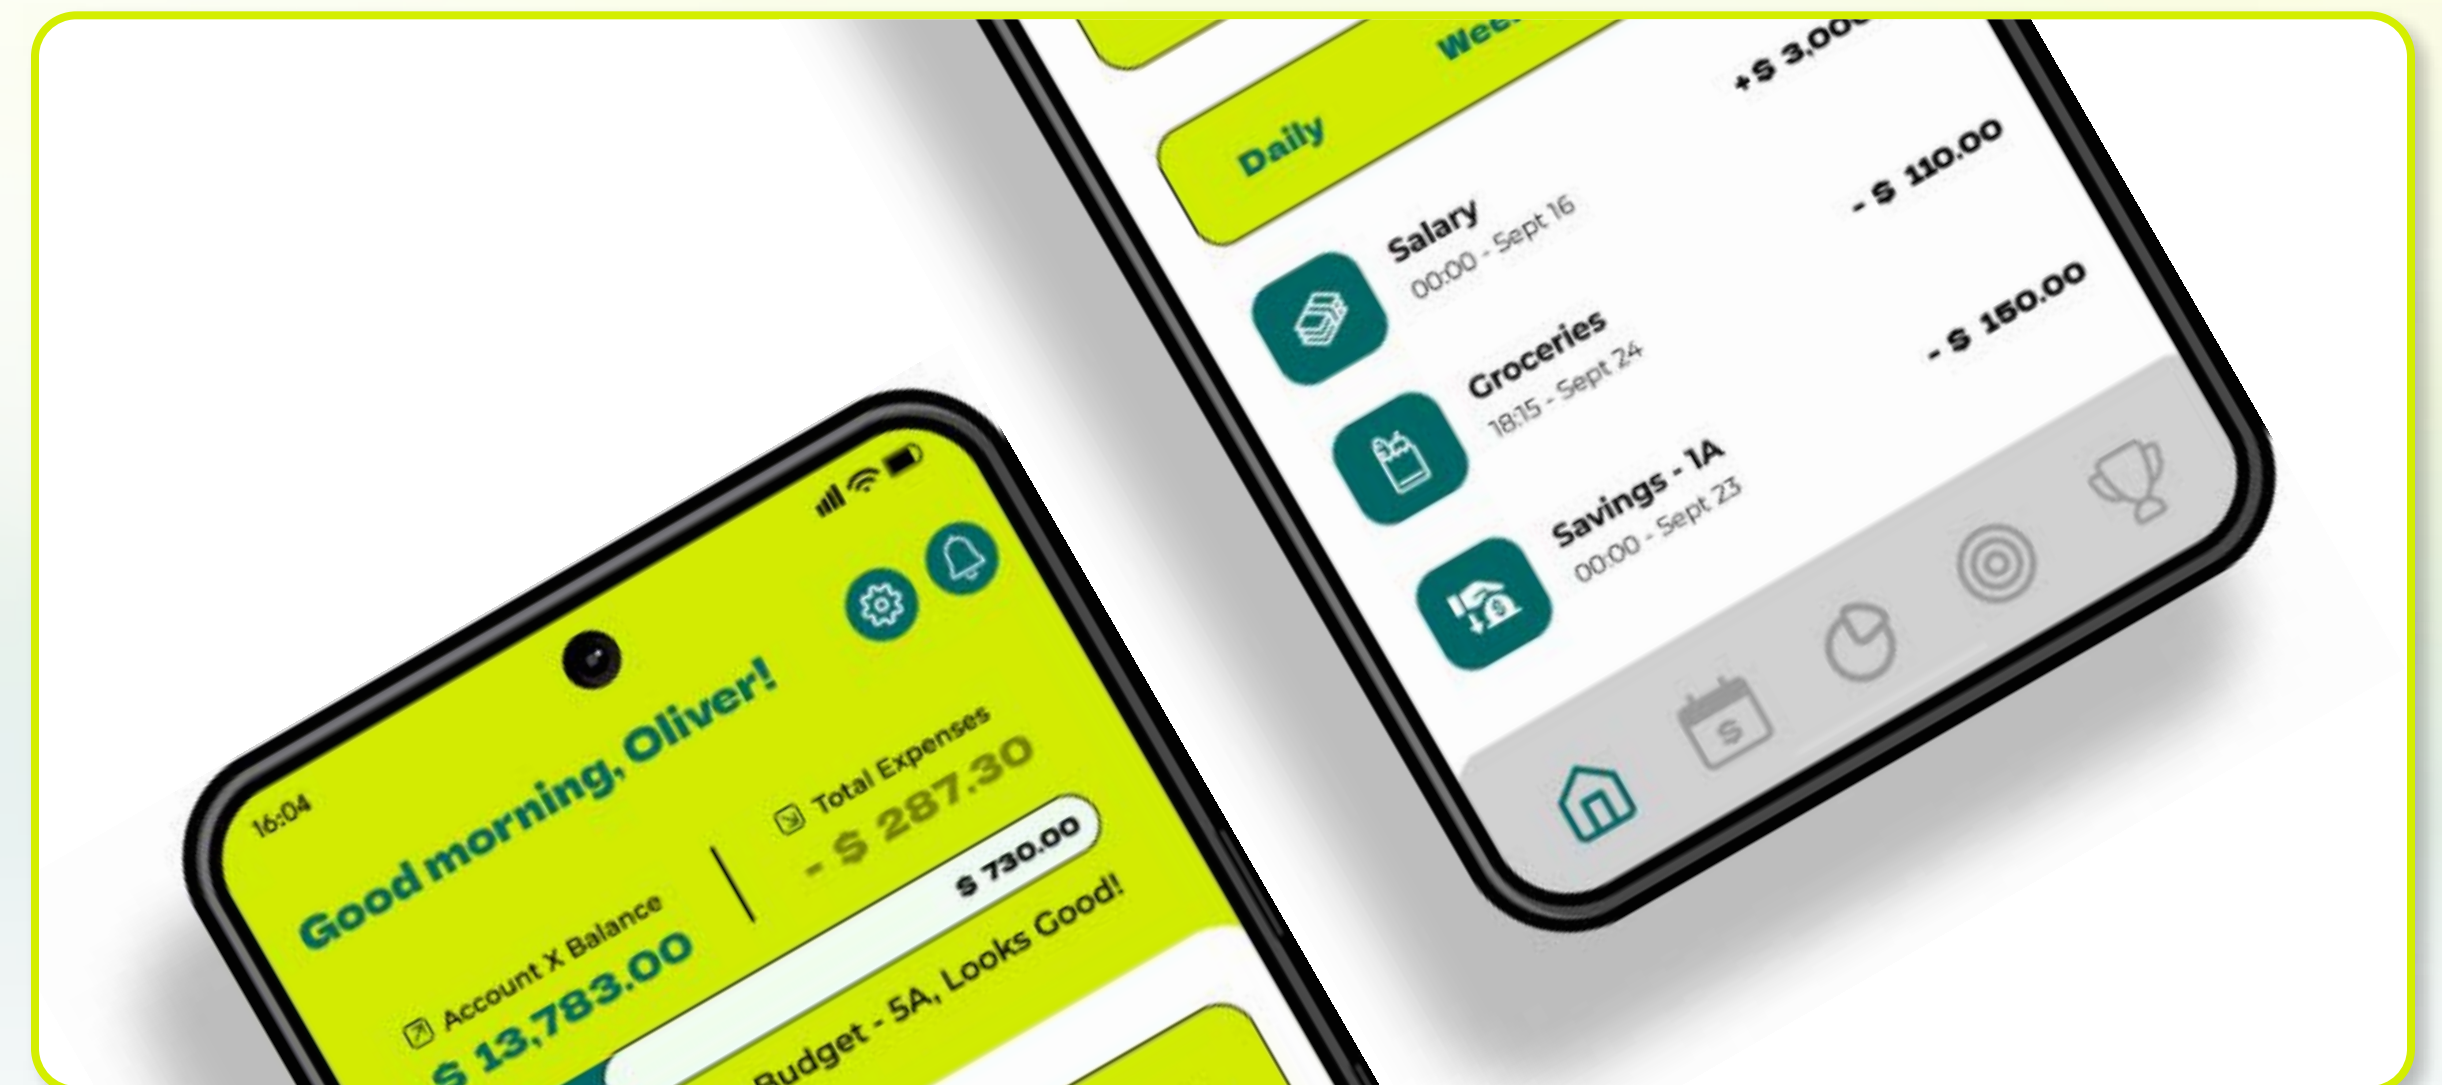 16:04
Good morning, Oliver!
Account X Balance
$ 13,783.00
Total Expenses
- $ 287.30
$ 730.00
Budget - 5A, Looks Good!
Daily
Salary
00:00 - Sept 16
+$ 3,000
Groceries
18:15 - Sept 24
- $ 110.00
Savings - 1A
00:00 - Sept 23
- $ 150.00